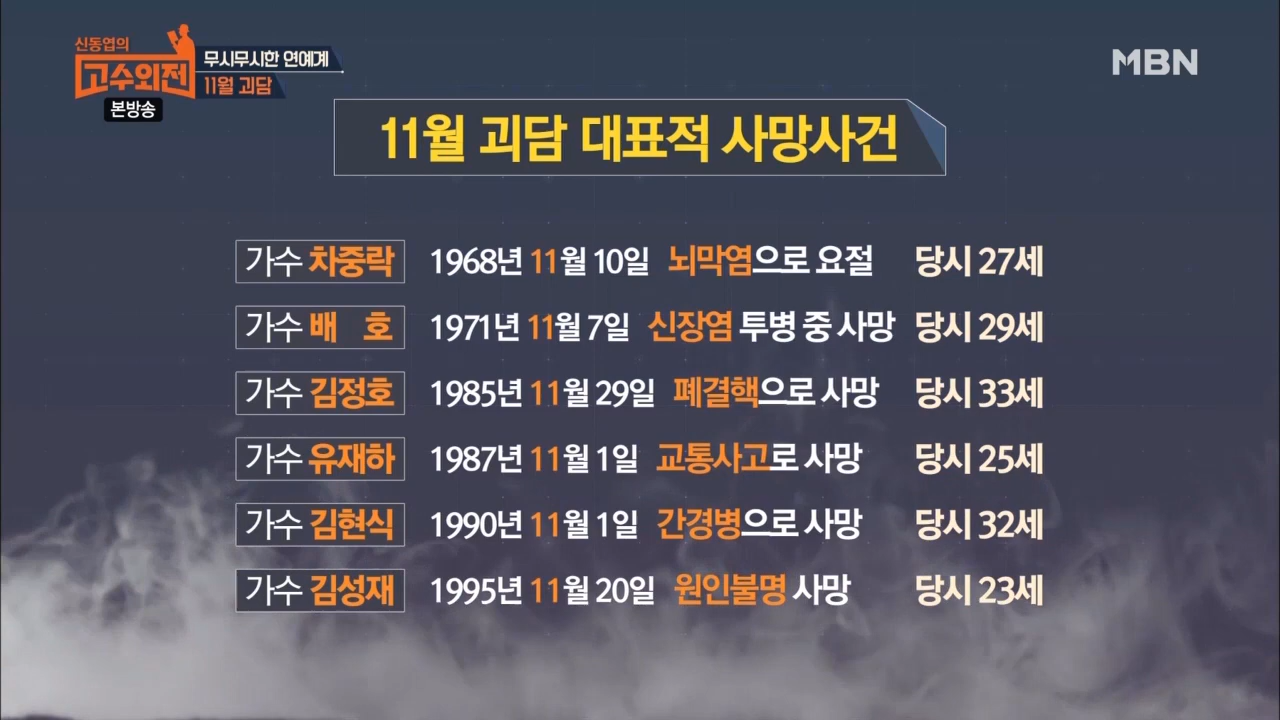 신동엽의
고수외전
본방송
무시무시한 연예계
11월 괴담
MBN
11월 괴담 대표적 사망사건
가수 차중락 1968년 11월 10일 뇌막염으로 요절 당시 27세
가수 배 호 1971년 11월 7일 신장염 투병 중 사망 당시 29세
가수 김정호 1985년 11월 29일 폐결핵으로 사망 당시 33세
가수 유재하 1987년 11월 1일 교통사고로 사망 당시 25세
가수 김현식 1990년 11월 1일 간경병으로 사망 당시 32세
가수 김성재 1995년 11월 20일 원인불명 사망 당시 23세